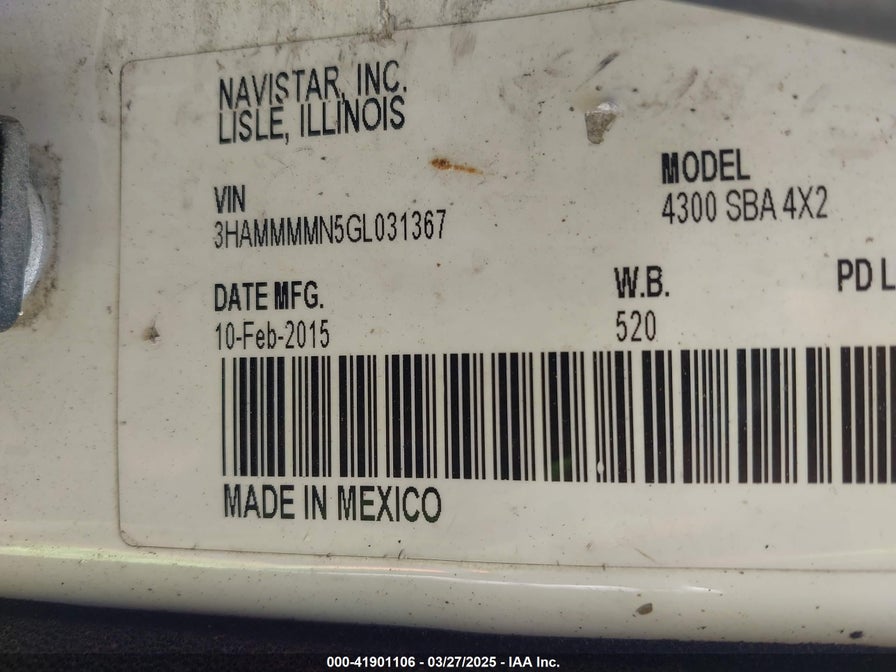 NAVISTAR, INC.
LISLE, ILLINOIS
VIN
3HAMMMMN5GL031367
MODEL
4300 SBA 4X2
DATE MFG.
10-Feb-2015
W.B.
520
PD L
MADE IN MEXICO
000-41901106 - 03/27/2025 - IAA Inc.